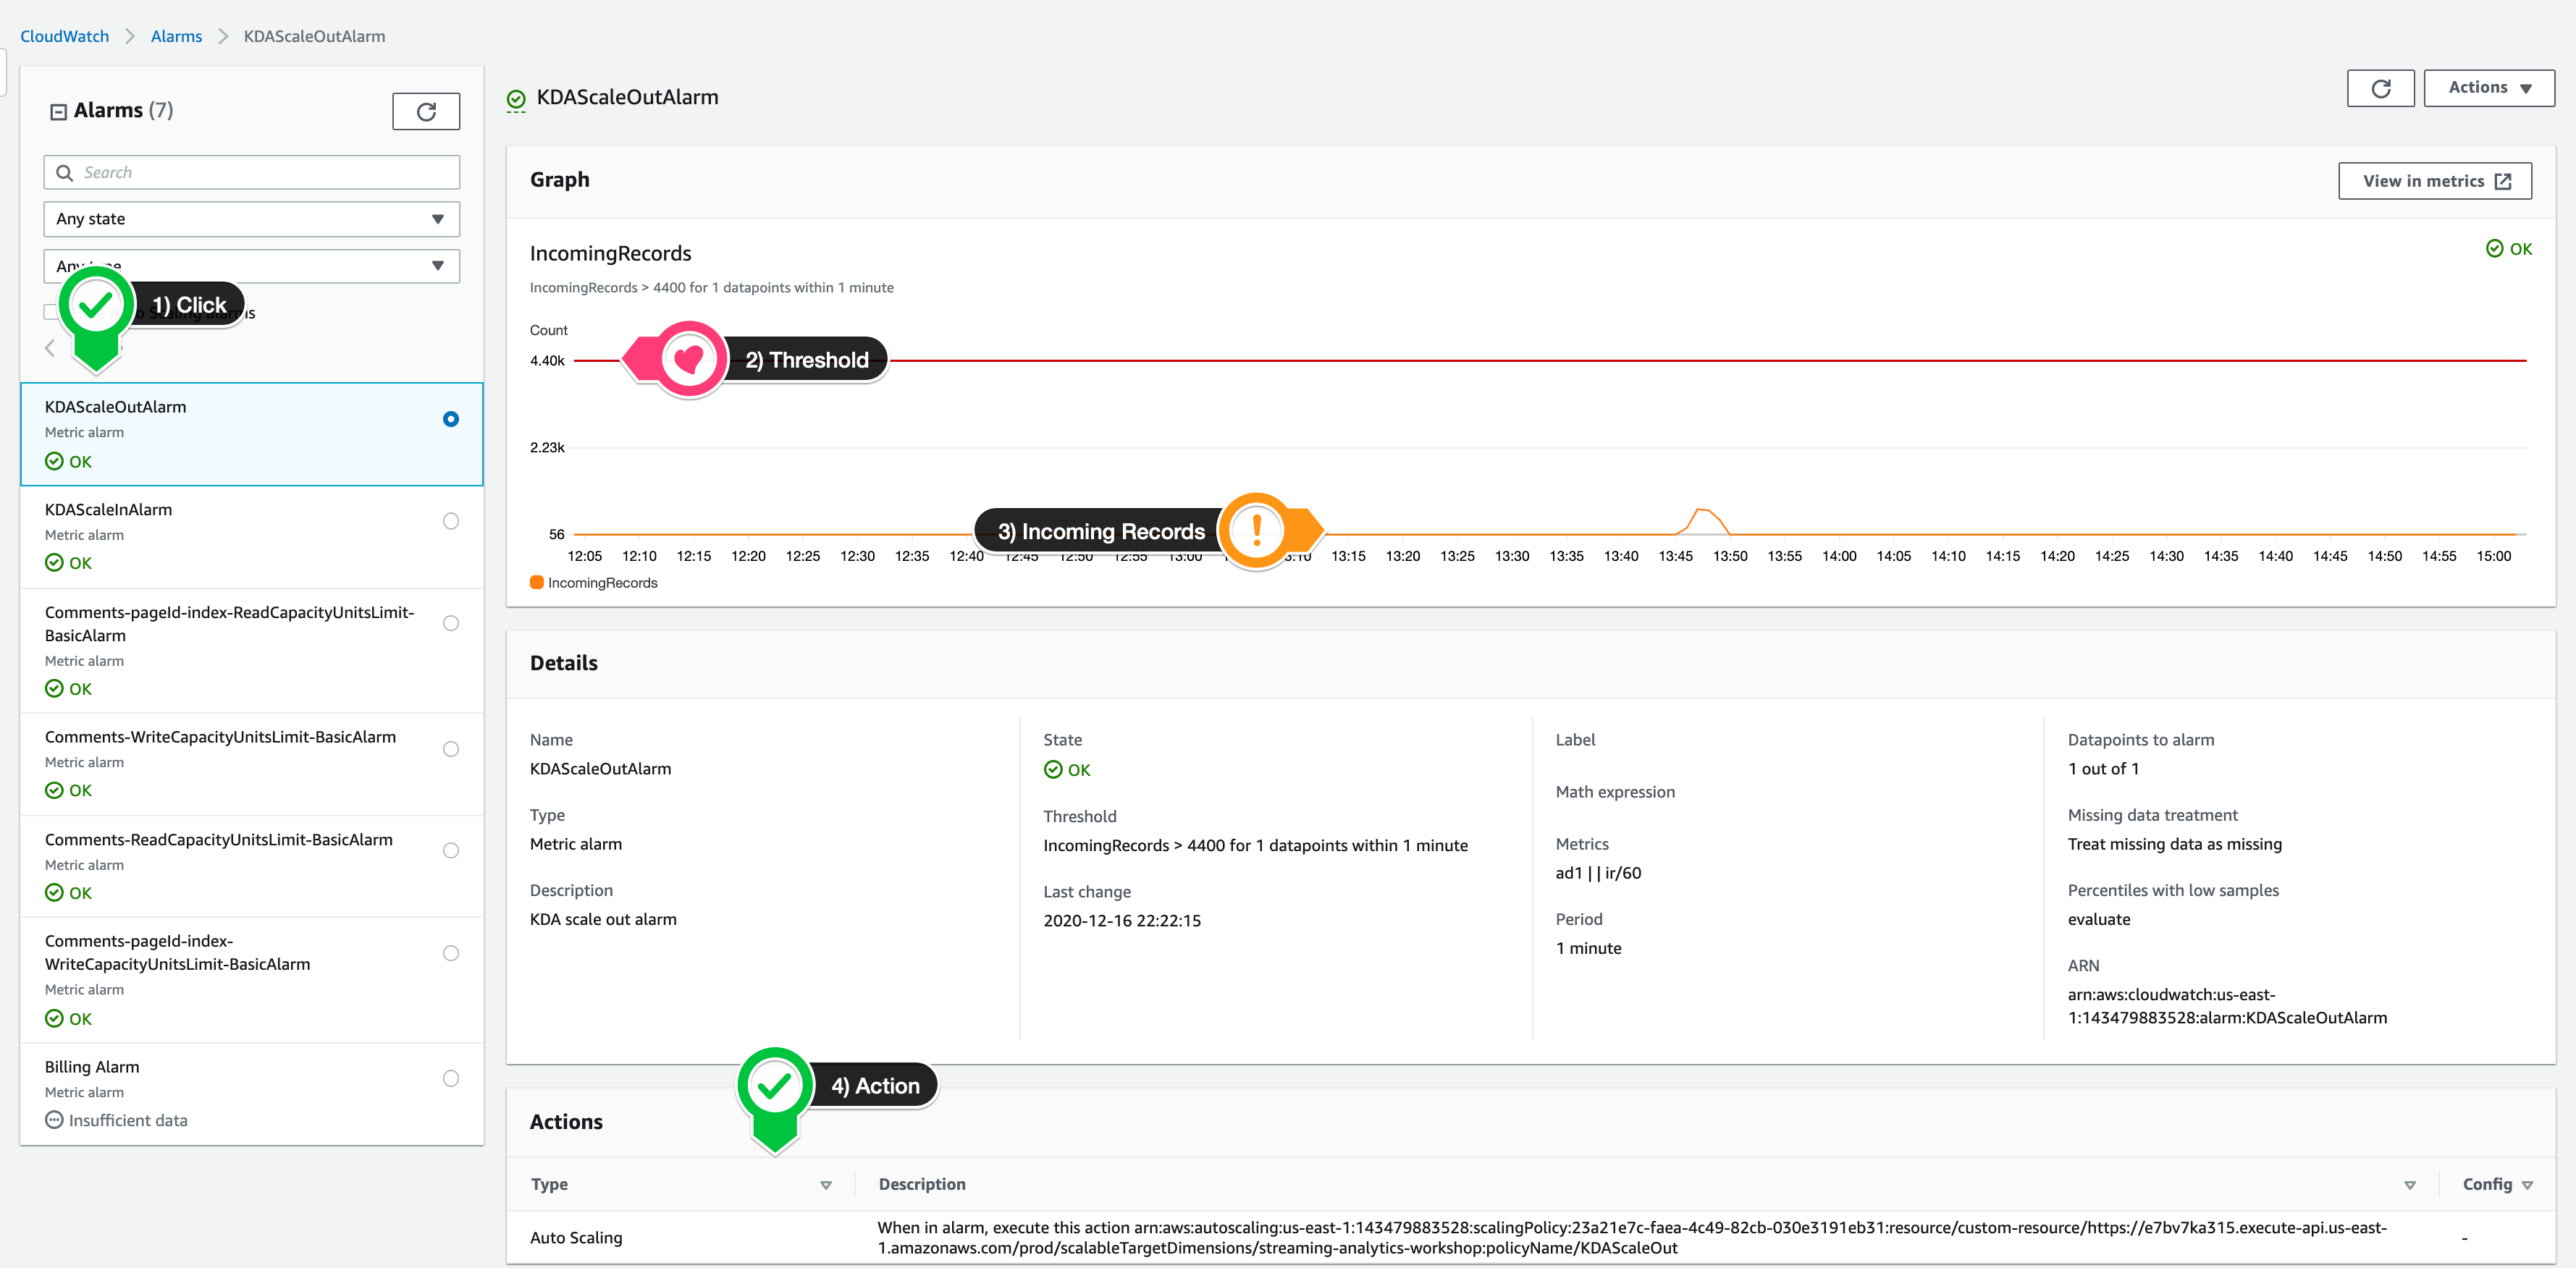 CloudWatch > Alarms > KDAScaleOutAlarm
Alarms (7)
Search
Any state
Any
1) Click
KDAScaleOutAlarm
Metric alarm
OK
KDAScaleInAlarm
Metric alarm
OK
Comments-pageId-index-ReadCapacityUnitsLimit-
BasicAlarm
Metric alarm
OK
Comments-WriteCapacityUnitsLimit-BasicAlarm
Metric alarm
OK
Comments-ReadCapacityUnitsLimit-BasicAlarm
Metric alarm
OK
Comments-pageId-index-
WriteCapacityUnitsLimit-BasicAlarm
Metric alarm
OK
Billing Alarm
Metric alarm
Insufficient data
KDAScaleOutAlarm
Actions
Graph
View in metrics
IncomingRecords
OK
IncomingRecords > 4400 for 1 datapoints within 1 minute
Count
4.40k
2) Threshold
2.23k
3) Incoming Records
56
12:05 12:10 12:15 12:20 12:25 12:30 12:35 12:40 12:45 12:50 12:55 13:00 13:10 13:15 13:20 13:25 13:30 13:35 13:40 13:45 13:50 13:55 14:00 14:05 14:10 14:15 14:20 14:25 14:30 14:35 14:40 14:45 14:50 14:55 15:00
IncomingRecords
Details
Name
KDAScaleOutAlarm
Type
Metric alarm
Description
KDA scale out alarm
State
OK
Threshold
IncomingRecords > 4400 for 1 datapoints within 1 minute
Last change
2020-12-16 22:22:15
Label
Math expression
Metrics
ad1 | | ir/60
Period
1 minute
Datapoints to alarm
1 out of 1
Missing data treatment
Treat missing data as missing
Percentiles with low samples
evaluate
ARN
arn:aws:cloudwatch:us-east-
1:143479883528:alarm:KDAScaleOutAlarm
4) Action
Actions
Type Description Config
Auto Scaling
When in alarm, execute this action arn:aws:autoscaling:us-east-1:143479883528:scalingPolicy:23a21e7c-faea-4c49-82cb-030e3191eb31:resource/custom-resource/https://e7bv7ka315.execute-api.us-east-
1.amazonaws.com/prod/scalableTargetDimensions/streaming-analytics-workshop:policyName/KDAScaleOut
-